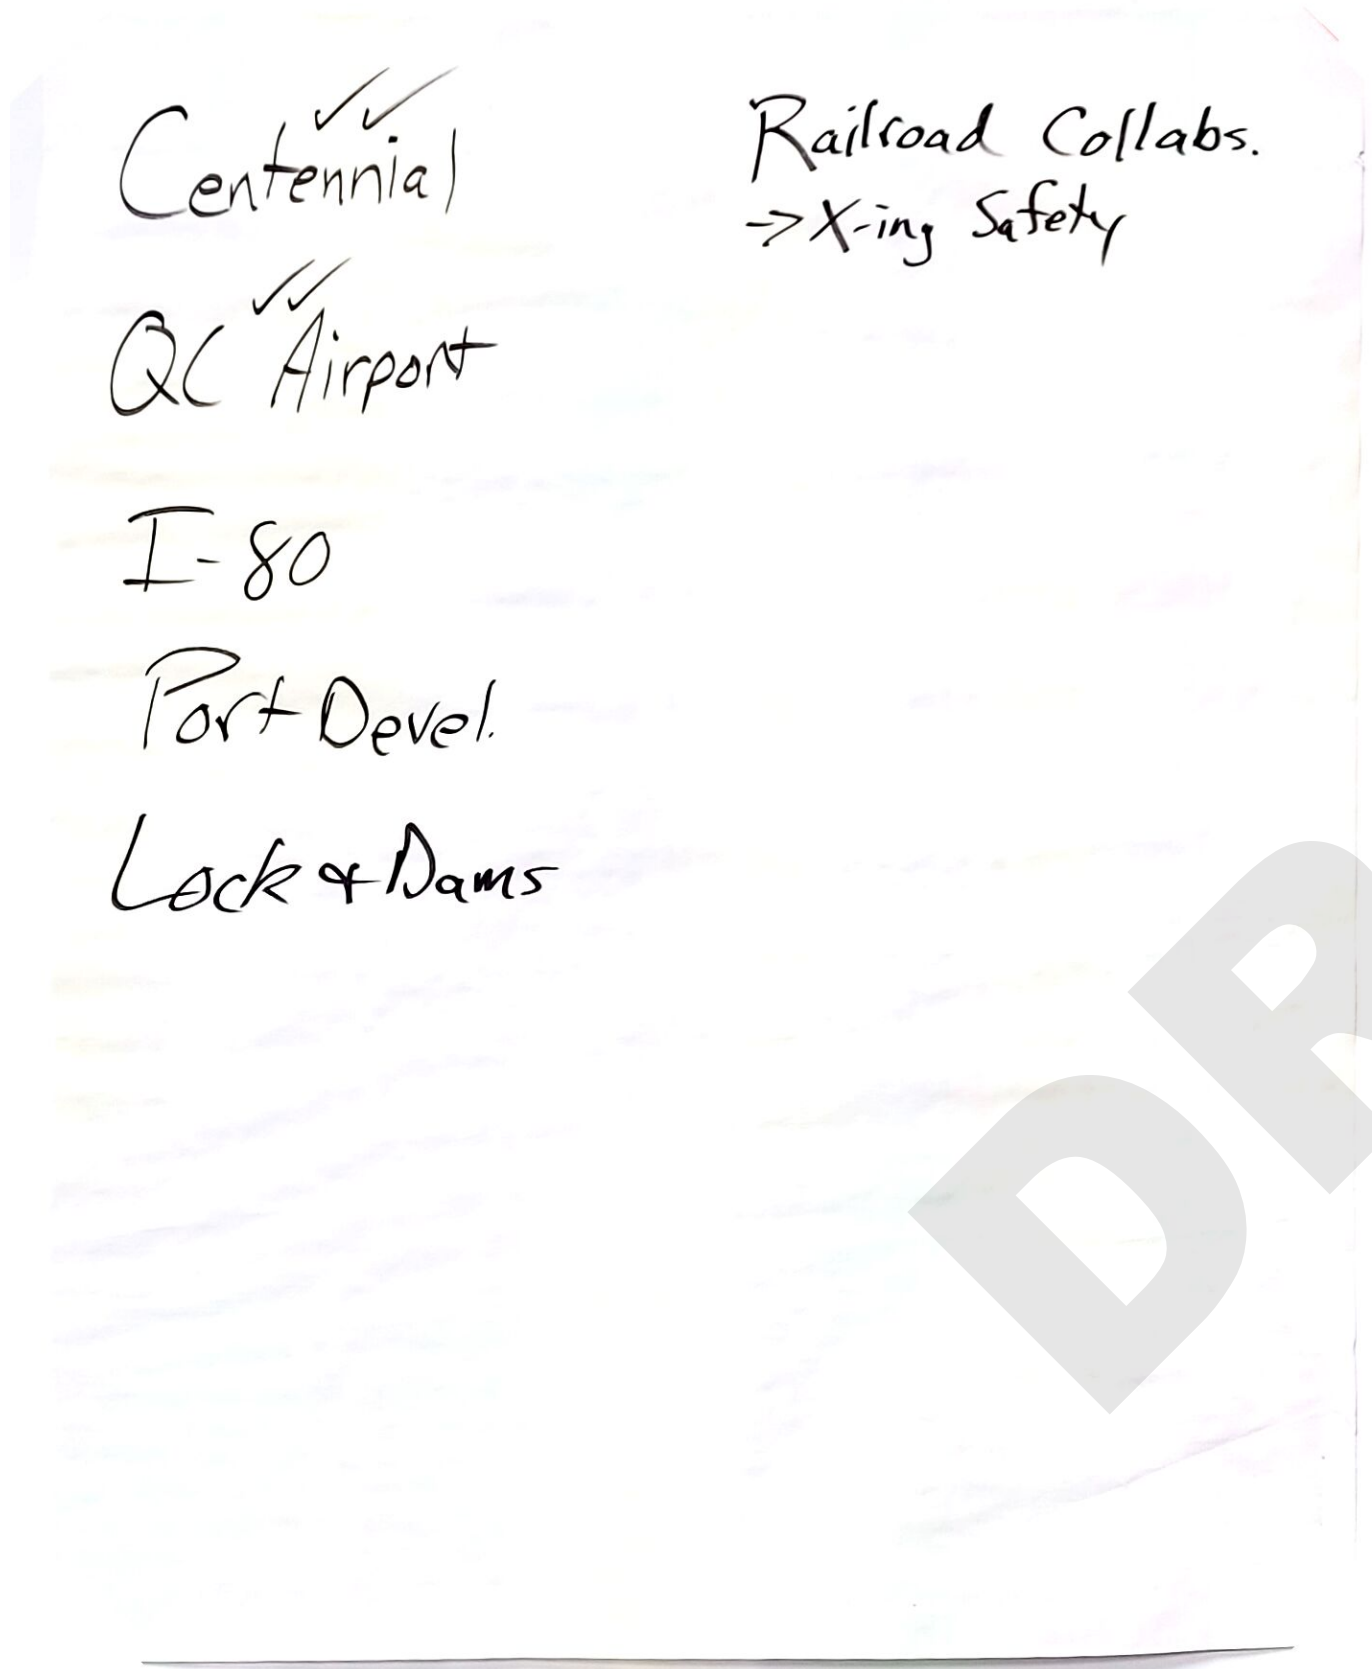 ✓✓
Centennial
✓✓
QC Airport
I-80
Port Devel.
Lock & Dams
Railroad Collabs.
-> X-ing Safety
DR